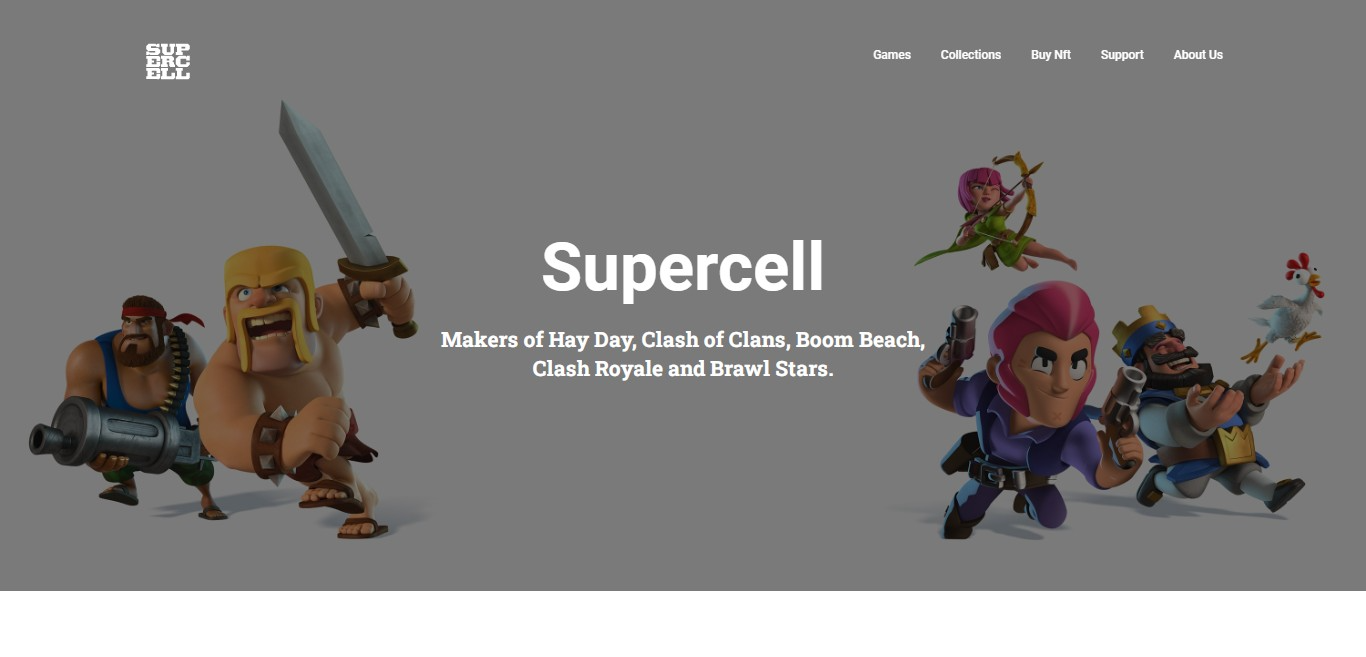 SUP
ERC
ELL
Games Collections Buy Nft Support About Us
Supercell
Makers of Hay Day, Clash of Clans, Boom Beach,
Clash Royale and Brawl Stars.